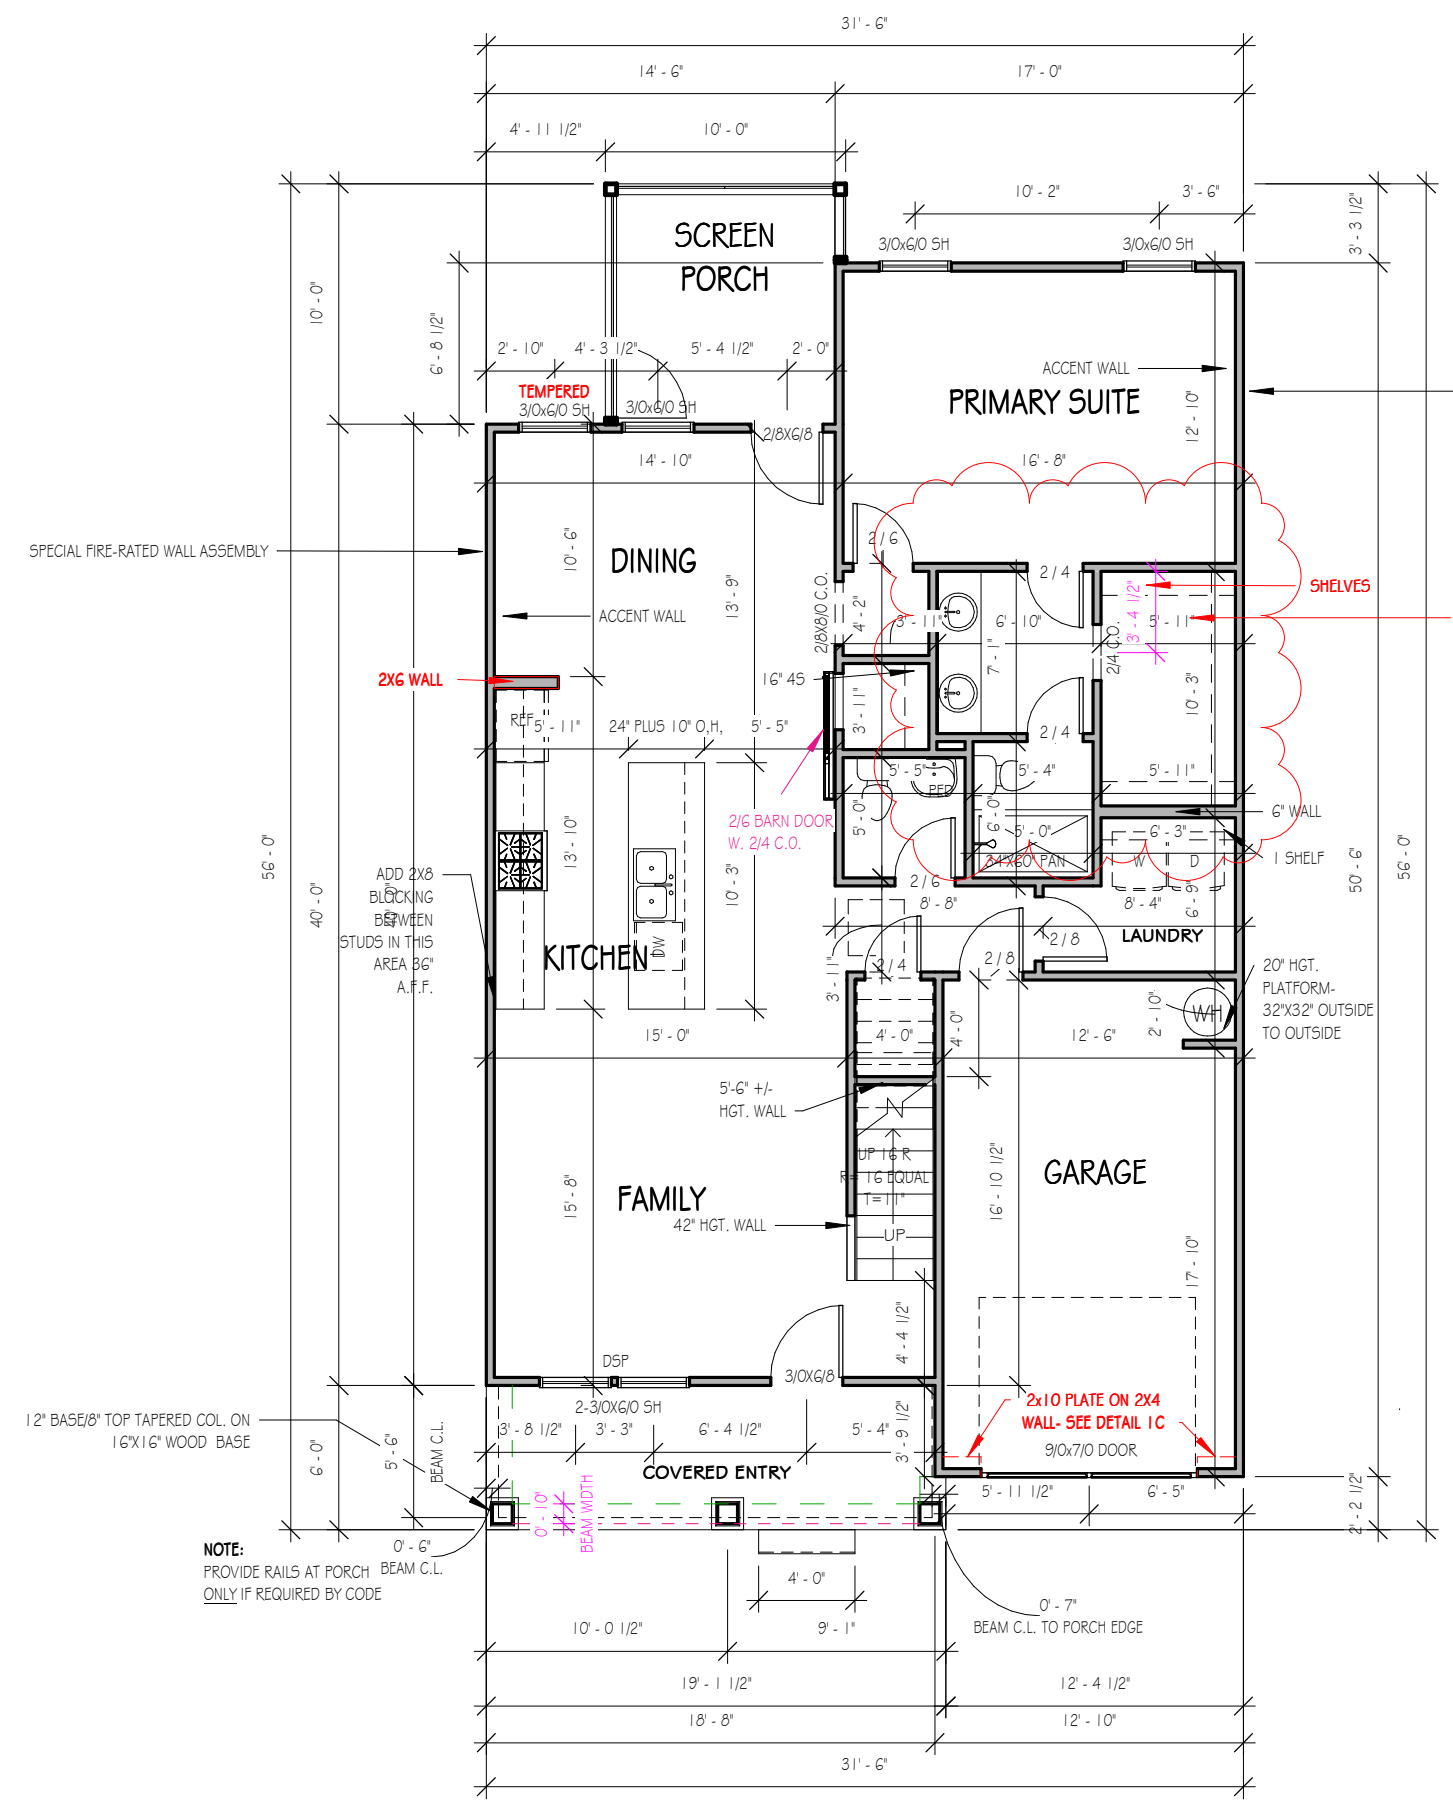 31' - 6"
14' - 6"
17' - 0"
4' - 11 1/2"
10' - 0"
10' - 2"
3' - 6"
3' - 3 1/2"
SCREEN
PORCH
3/0x6/0 SH
3/0x6/0 SH
10' - 0"
6' - 8 1/2"
2' - 10"
4' - 3 1/2"
5' - 4 1/2"
2' - 0"
TEMPERED
3/0x6/0 SH
3/0x6/0 SH
2/8X6/8
ACCENT WALL
PRIMARY SUITE
12' - 10"
14' - 10"
16' - 8"
SPECIAL FIRE-RATED WALL ASSEMBLY
10' - 6"
DINING
13' - 9"
2 / 6
2 / 4
SHELVES
ACCENT WALL
2/8X8/0 C.O.
4' - 2"
3' - 11"
6' - 10"
7' - 1"
2/4 C.O.
3' - 4 1/2"
5' - 11"
2X6 WALL
16" 4S
3' - 11"
10' - 3"
REF.
5' - 11"
24" PLUS 10" O,H,
5' - 5"
2 / 4
5' - 5"
5' - 4"
5' - 11"
PED
2/6 BARN DOOR
W. 2/4 C.O.
5' - 0"
6' - 0"
5' - 0"
34"X60" PAN
6' - 3"
6" WALL
W
D
1 SHELF
56' - 0"
40' - 0"
13' - 10"
10' - 3"
50' - 6"
56' - 0"
ADD 2X8
BLOCKING
BETWEEN
STUDS IN THIS
AREA 36"
A.F.F.
2 / 6
8' - 8"
8' - 4"
6' - 9"
KITCHEN
DW
LAUNDRY
2 / 8
2 / 8
2 / 4
3' - 11"
20" HGT.
PLATFORM-
32"X32" OUTSIDE
TO OUTSIDE
2' - 10"
WH
15' - 0"
4' - 0"
4' - 0"
12' - 6"
5'-6" +/-
HGT. WALL
UP 16 R
R= 16 EQUAL
T=11"
UP
GARAGE
16' - 10 1/2"
15' - 8"
FAMILY
42" HGT. WALL
17' - 10"
4' - 4 1/2"
DSP
3/0X6/8
2-3/0X6/0 SH
2x10 PLATE ON 2X4
WALL- SEE DETAIL 1C
9/0x7/0 DOOR
12" BASE/8" TOP TAPERED COL. ON
16"X16" WOOD BASE
3' - 8 1/2"
3' - 3"
6' - 4 1/2"
5' - 4"
3' - 9 1/2"
6' - 0"
5' - 6"
BEAM C.L.
COVERED ENTRY
5' - 11 1/2"
6' - 5"
2' - 2 1/2"
0' - 10"
BEAM WIDTH
0' - 6"
BEAM C.L.
NOTE:
PROVIDE RAILS AT PORCH
ONLY IF REQUIRED BY CODE
4' - 0"
0' - 7"
BEAM C.L. TO PORCH EDGE
10' - 0 1/2"
9' - 1"
19' - 1 1/2"
12' - 4 1/2"
18' - 8"
12' - 10"
31' - 6"